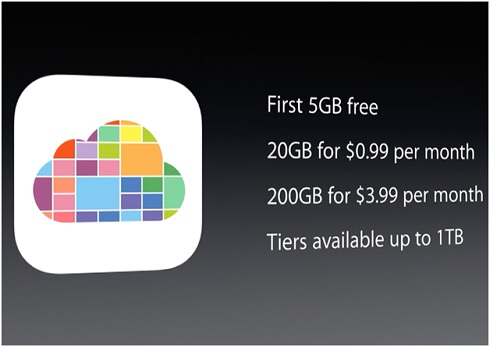 First 5GB free
20GB for $0.99 per month
200GB for $3.99 per month
Tiers available up to 1TB